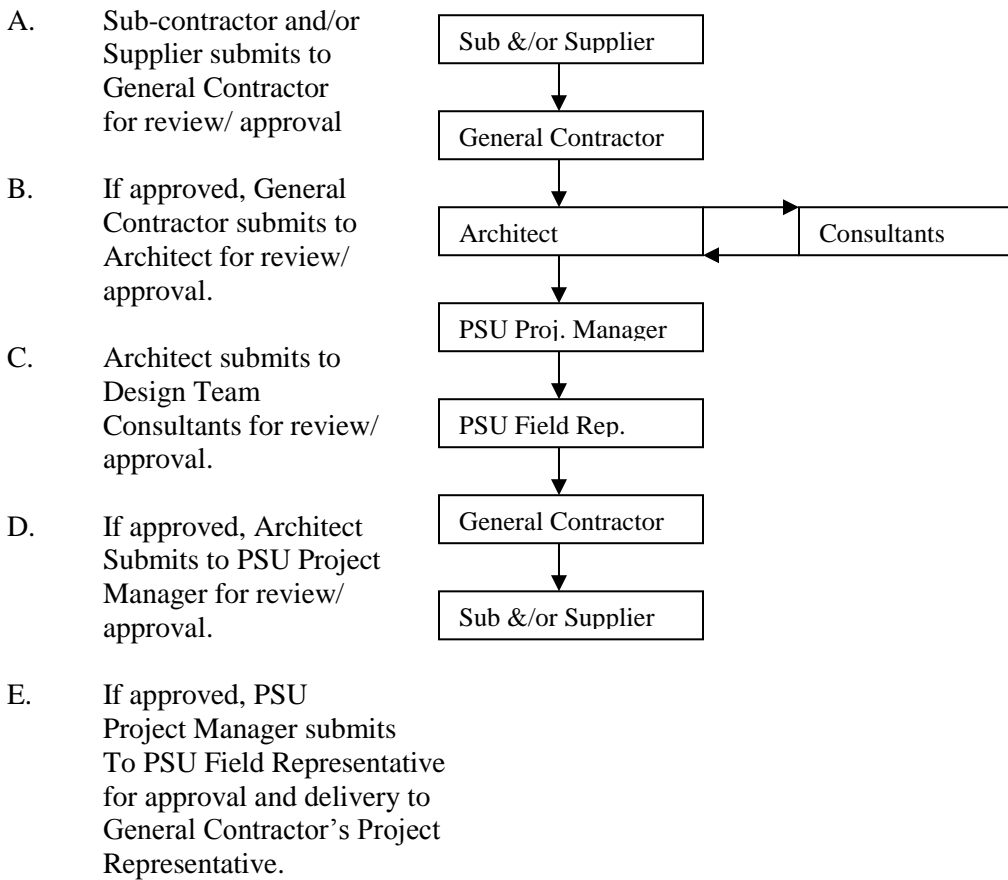 A. Sub-contractor and/or
Supplier submits to
General Contractor
for review/ approval
B. If approved, General
Contractor submits to
Architect for review/
approval.
C. Architect submits to
Design Team
Consultants for review/
approval.
D. If approved, Architect
Submits to PSU Project
Manager for review/
approval.
E. If approved, PSU
Project Manager submits
To PSU Field Representative
for approval and delivery to
General Contractor’s Project
Representative.
Sub &/or Supplier
General Contractor
Architect
Consultants
PSU Proj. Manager
PSU Field Rep.
General Contractor
Sub &/or Supplier